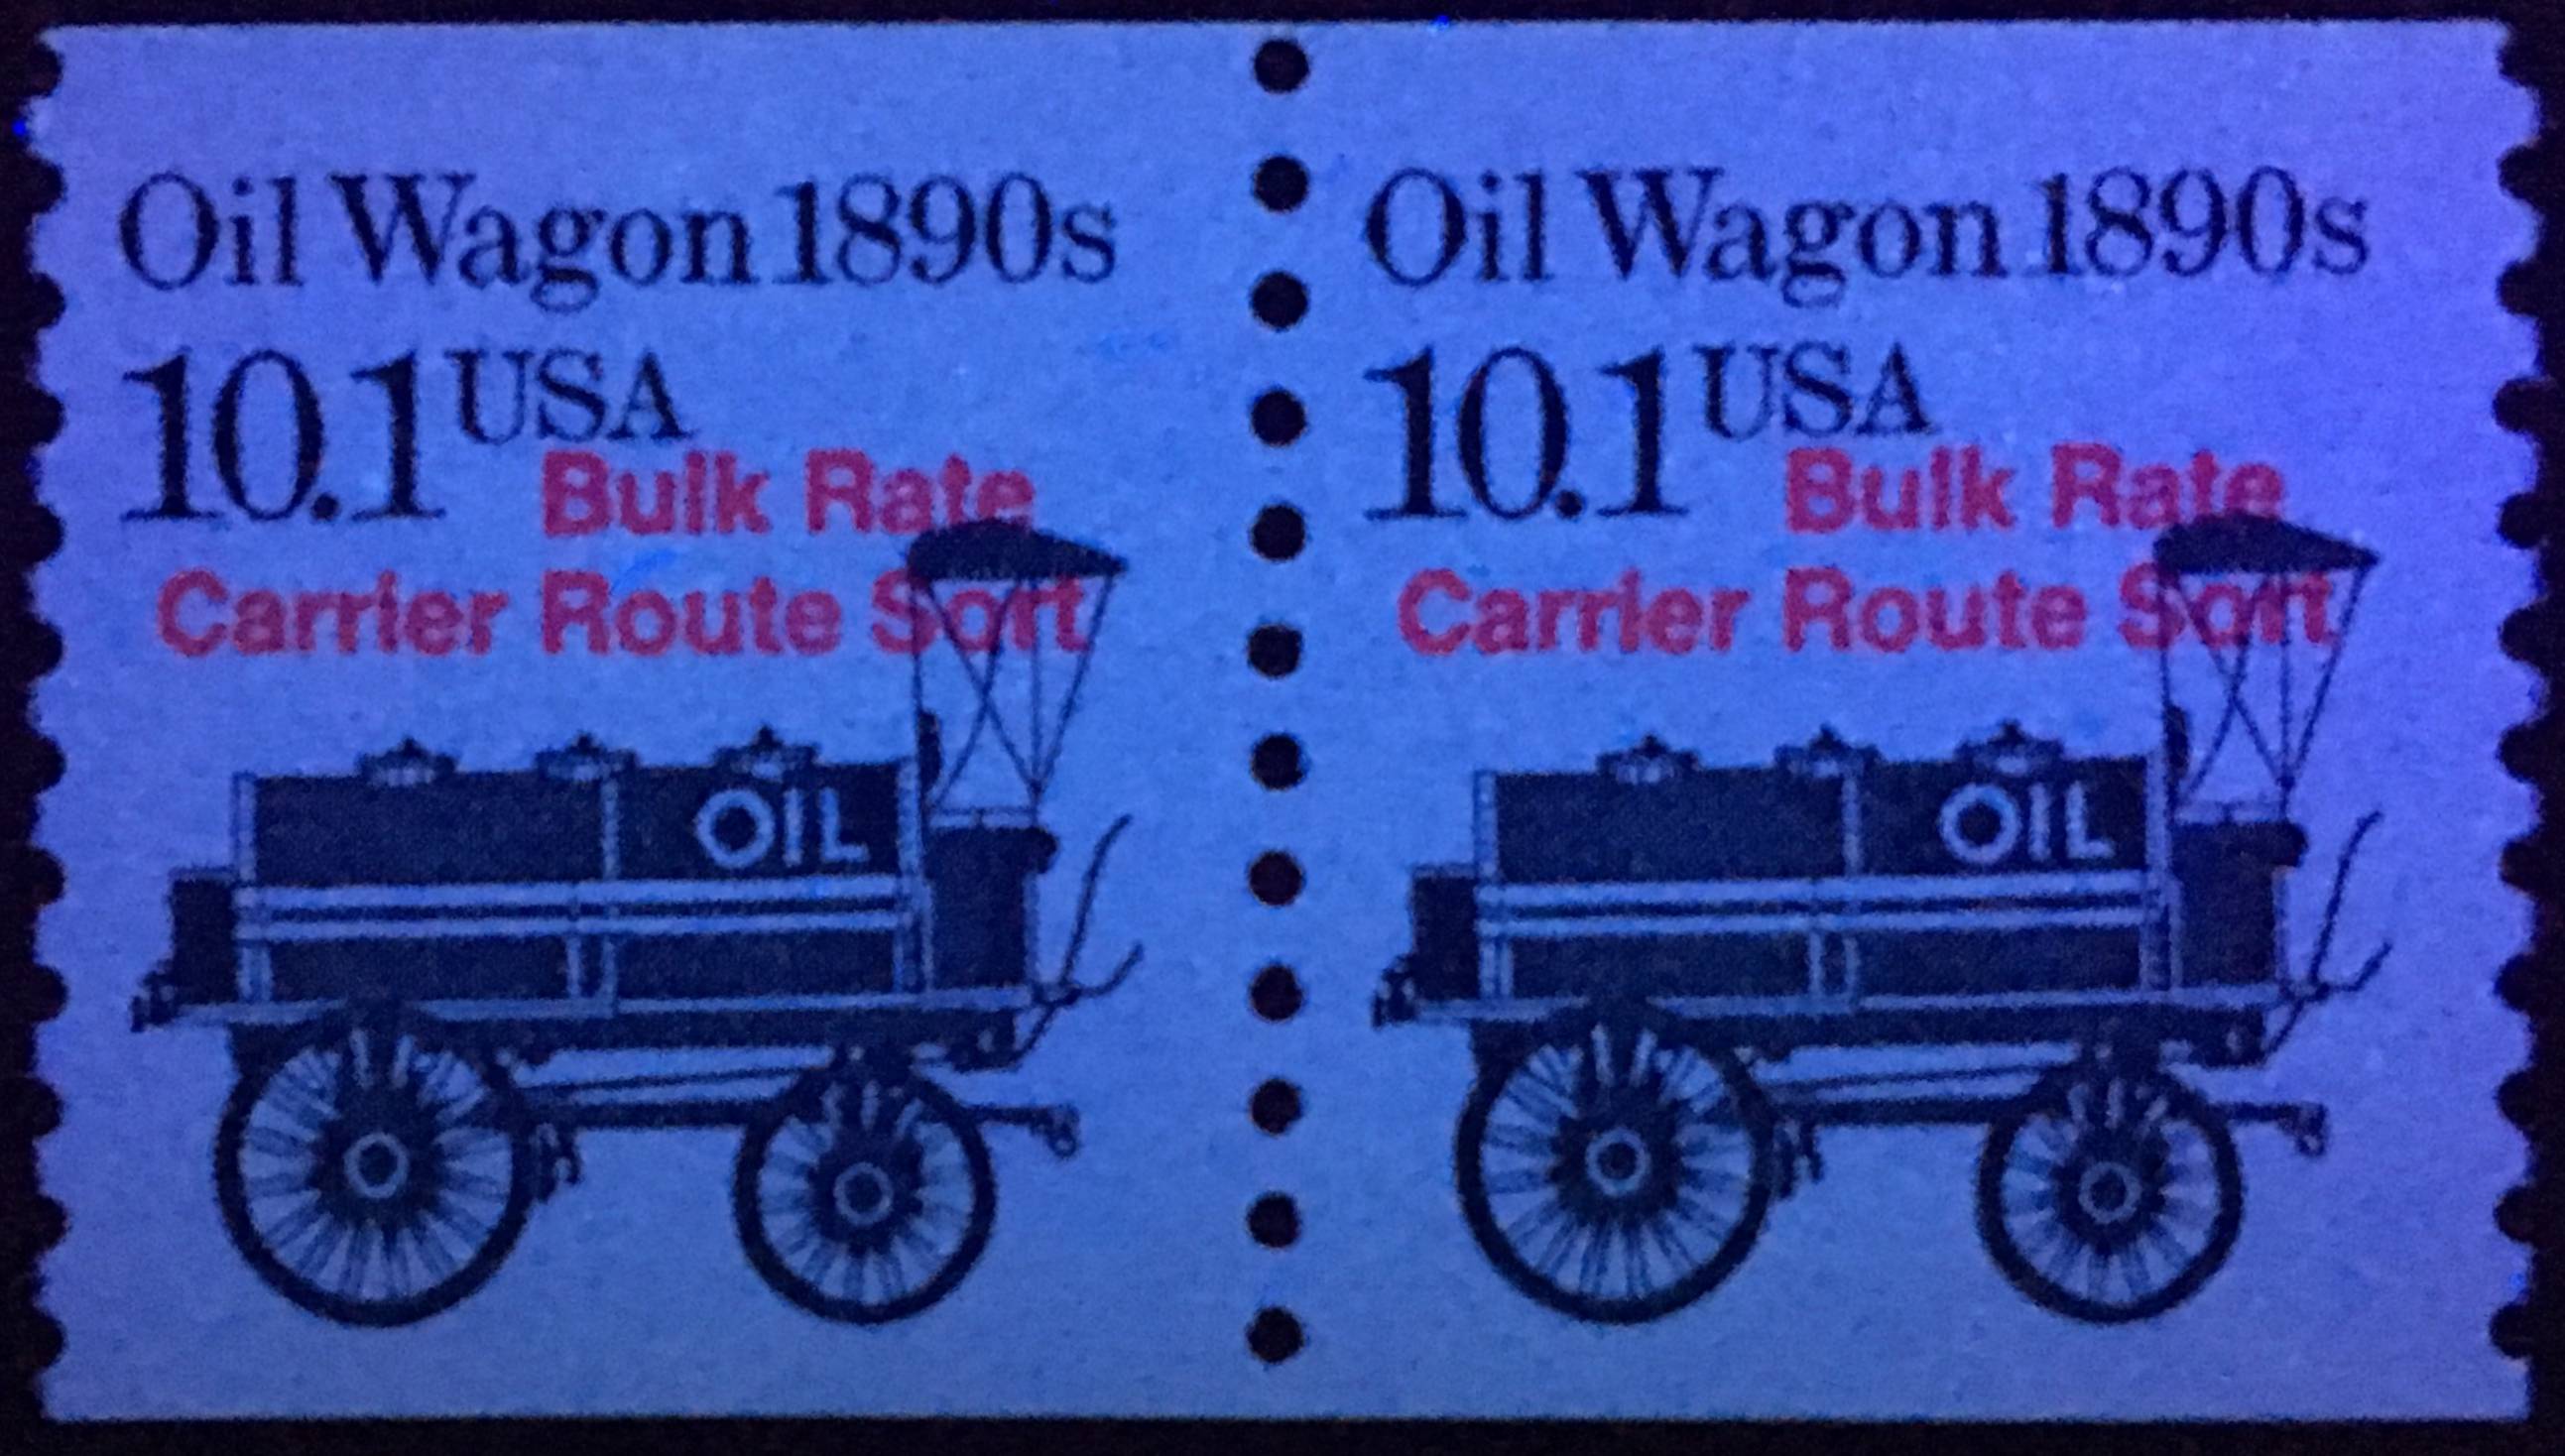 Oil Wagon 1890s
10.1 USA
Bulk Rate
Carrier Route Sort
OIL
Oil Wagon 1890s
10.1 USA
Bulk Rate
Carrier Route Sort
OIL